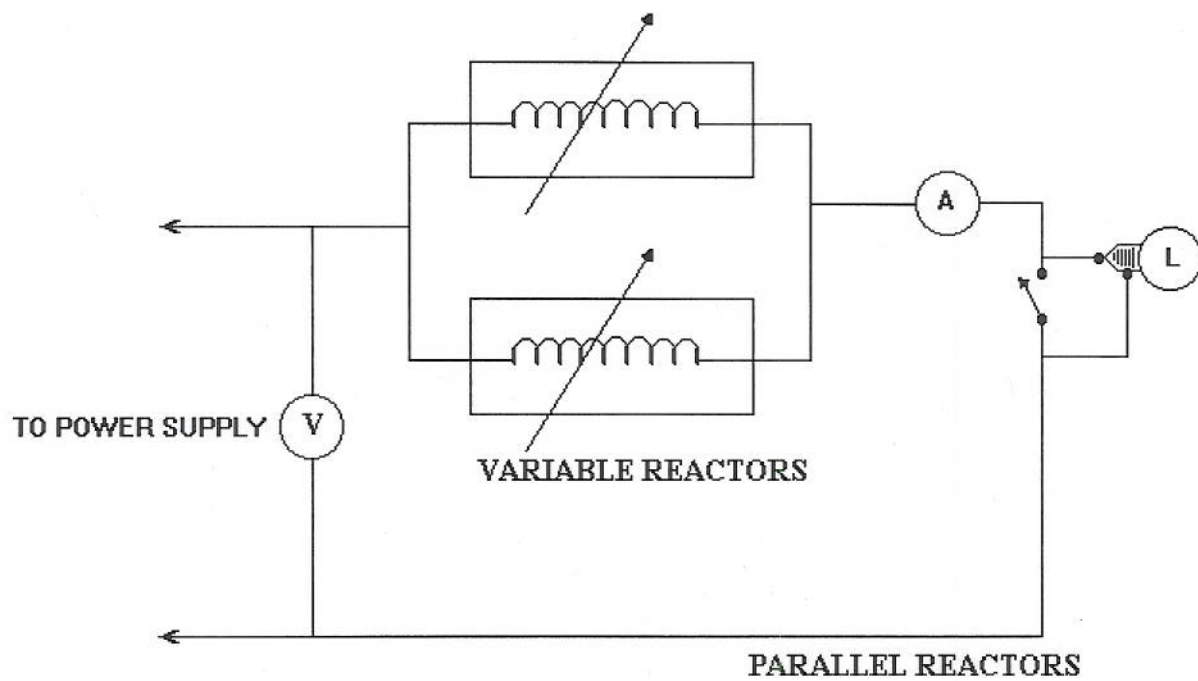 A
L
TO POWER SUPPLY V
VARIABLE REACTORS
PARALLEL REACTORS